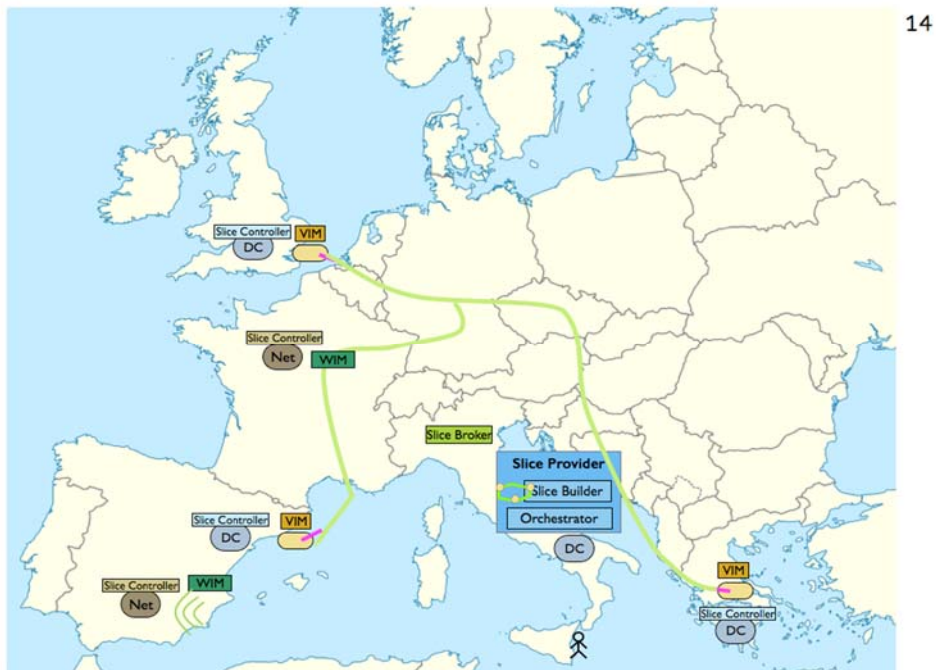 14
Slice Controller
VIM
DC
Slice Controller
Net
WIM
Slice Broker
Slice Provider
Slice Builder
Orchestrator
DC
Slice Controller
VIM
DC
Slice Controller
WIM
Net
VIM
Slice Controller
DC